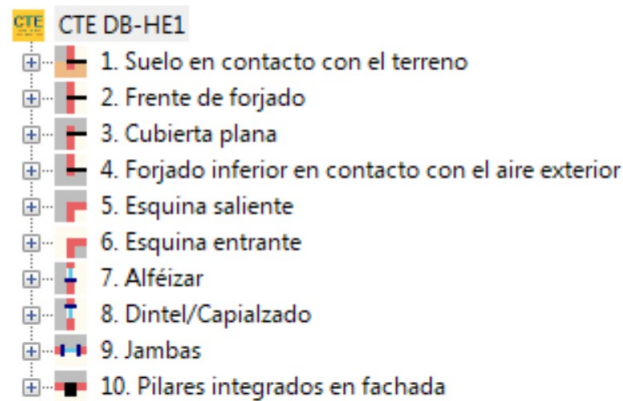 CTE CTE DB-HE1
1. Suelo en contacto con el terreno
2. Frente de forjado
3. Cubierta plana
4. Forjado inferior en contacto con el aire exterior
5. Esquina saliente
6. Esquina entrante
7. Alféizar
8. Dintel/Capialzado
9. Jambas
10. Pilares integrados en fachada